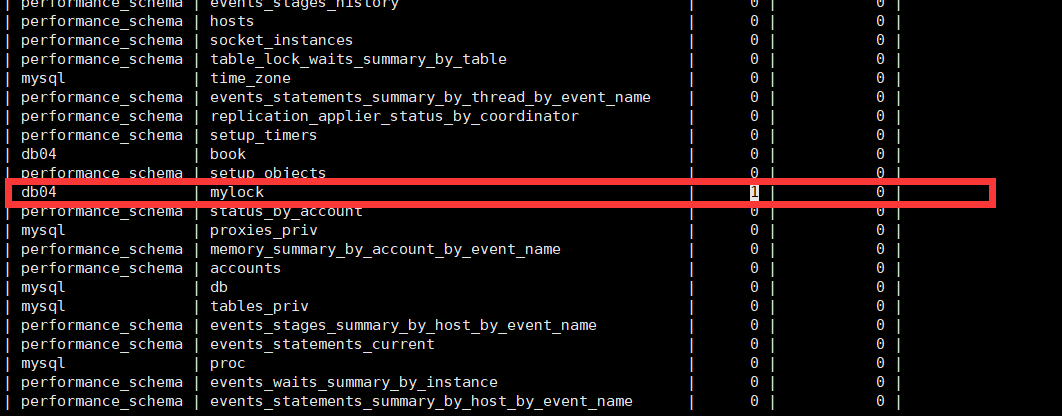 | performance_schema | events_stages_history | 0 | 0 |
| performance_schema | hosts | 0 | 0 |
| performance_schema | socket_instances | 0 | 0 |
| performance_schema | table_lock_waits_summary_by_table | 0 | 0 |
| mysql | time_zone | 0 | 0 |
| performance_schema | events_statements_summary_by_thread_by_event_name | 0 | 0 |
| performance_schema | replication_applier_status_by_coordinator | 0 | 0 |
| performance_schema | setup_timers | 0 | 0 |
| db04 | book | 0 | 0 |
| performance_schema | setup_objects | 0 | 0 |
| db04 | mylock | 1 | 0 |
| performance_schema | status_by_account | 0 | 0 |
| mysql | proxies_priv | 0 | 0 |
| performance_schema | memory_summary_by_account_by_event_name | 0 | 0 |
| performance_schema | accounts | 0 | 0 |
| mysql | db | 0 | 0 |
| mysql | tables_priv | 0 | 0 |
| performance_schema | events_stages_summary_by_host_by_event_name | 0 | 0 |
| performance_schema | events_statements_current | 0 | 0 |
| mysql | proc | 0 | 0 |
| performance_schema | events_waits_summary_by_instance | 0 | 0 |
| performance_schema | events_statements_summary_by_host_by_event_name | 0 | 0 |